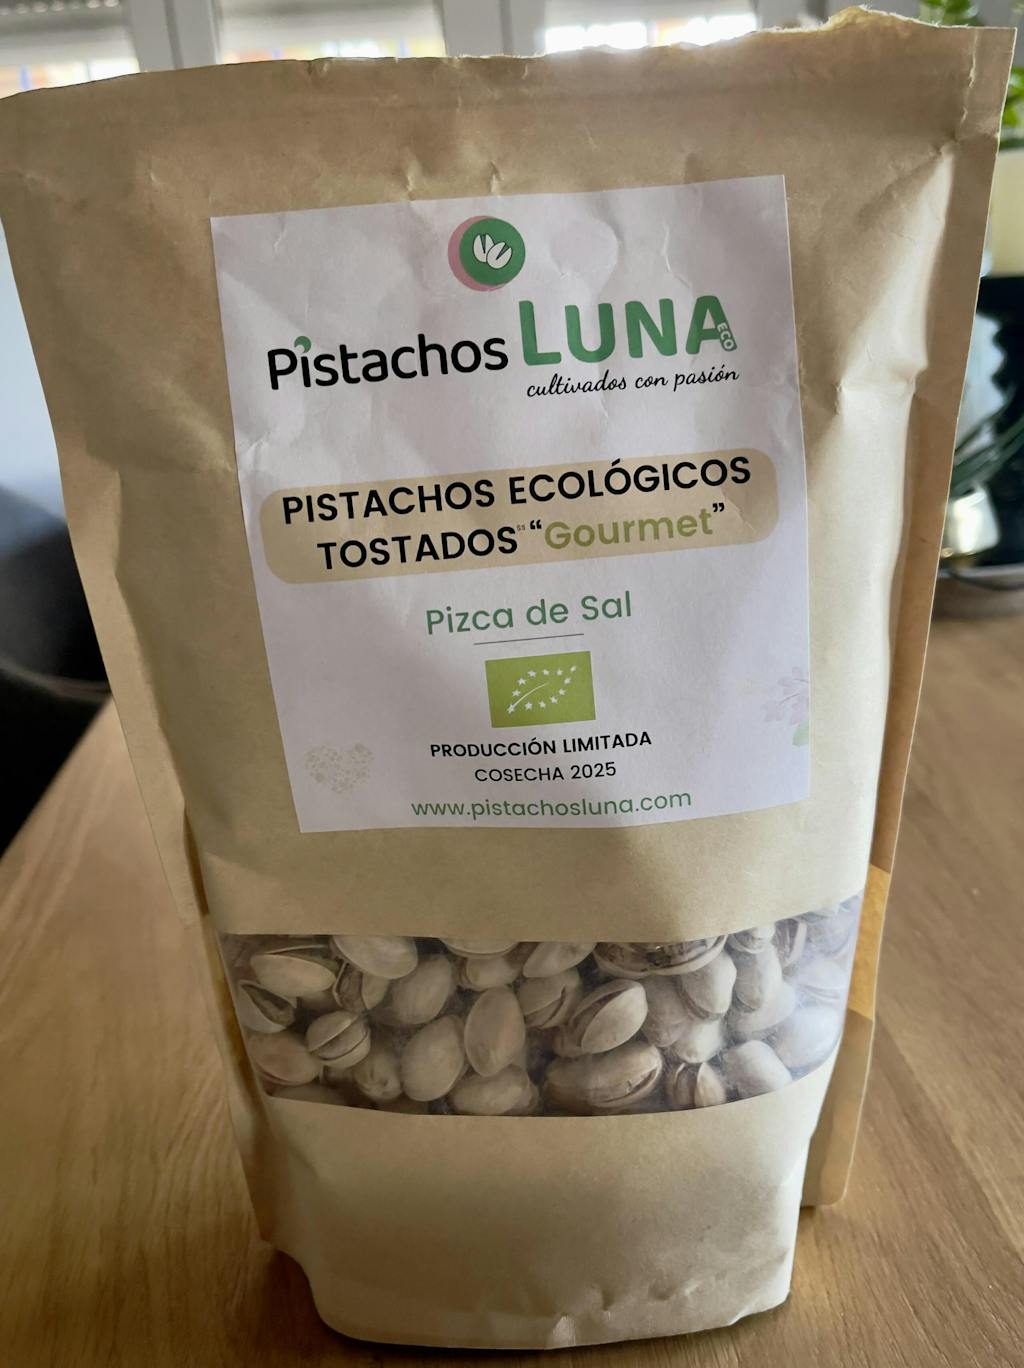 Pistachos LUNA ECO
cultivados con pasión
PISTACHOS ECOLÓGICOS
TOSTADOS “Gourmet”
Pizca de Sal
PRODUCCIÓN LIMITADA
COSECHA 2025
www.pistachosluna.com